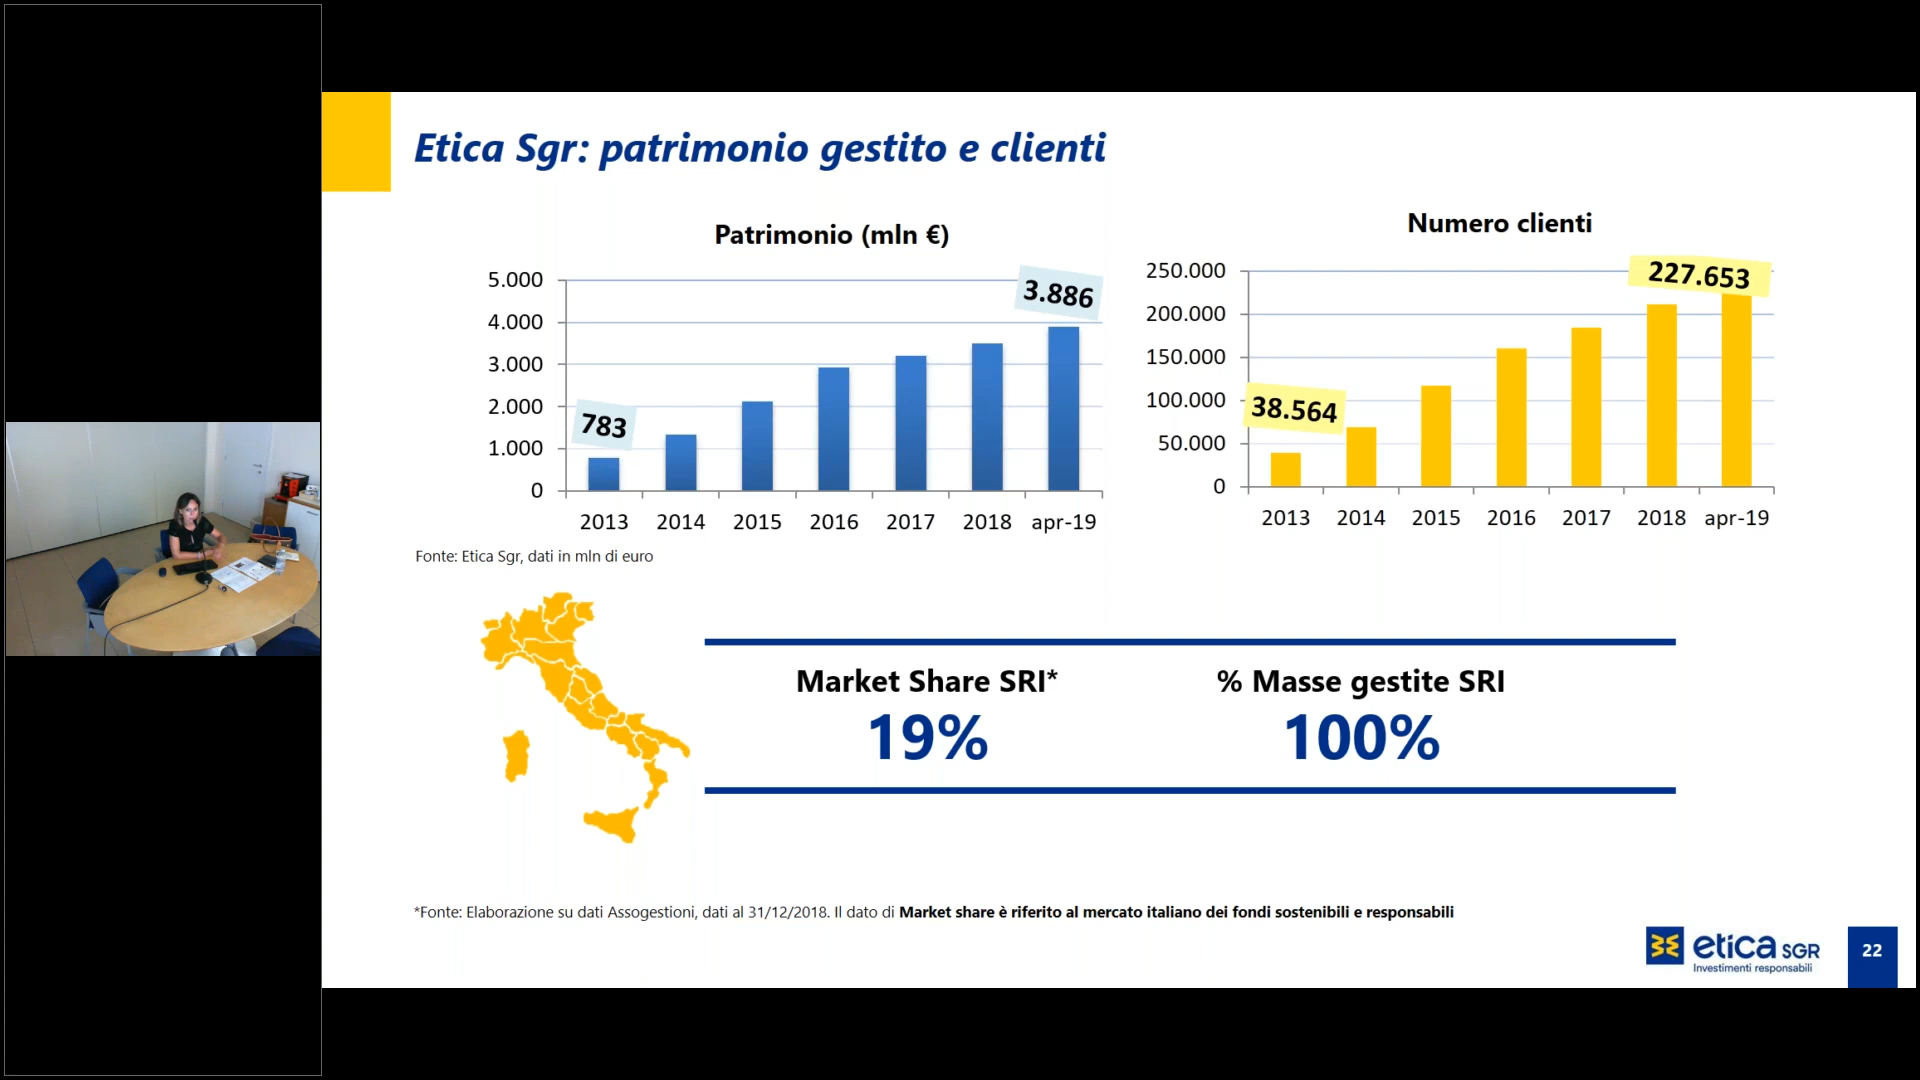 Etica Sgr: patrimonio gestito e clienti
Patrimonio (mln €)
5.000
4.000
3.000
2.000
1.000
0
783
3.886
2013 2014 2015 2016 2017 2018 apr-19
Fonte: Etica Sgr, dati in mln di euro
Numero clienti
250.000
200.000
150.000
100.000
50.000
0
38.564
227.653
2013 2014 2015 2016 2017 2018 apr-19
Market Share SRI*
19%
% Masse gestite SRI
100%
*Fonte: Elaborazione su dati Assogestioni, dati al 31/12/2018. Il dato di Market share è riferito al mercato italiano dei fondi sostenibili e responsabili
etica SGR
Investimenti responsabili
22